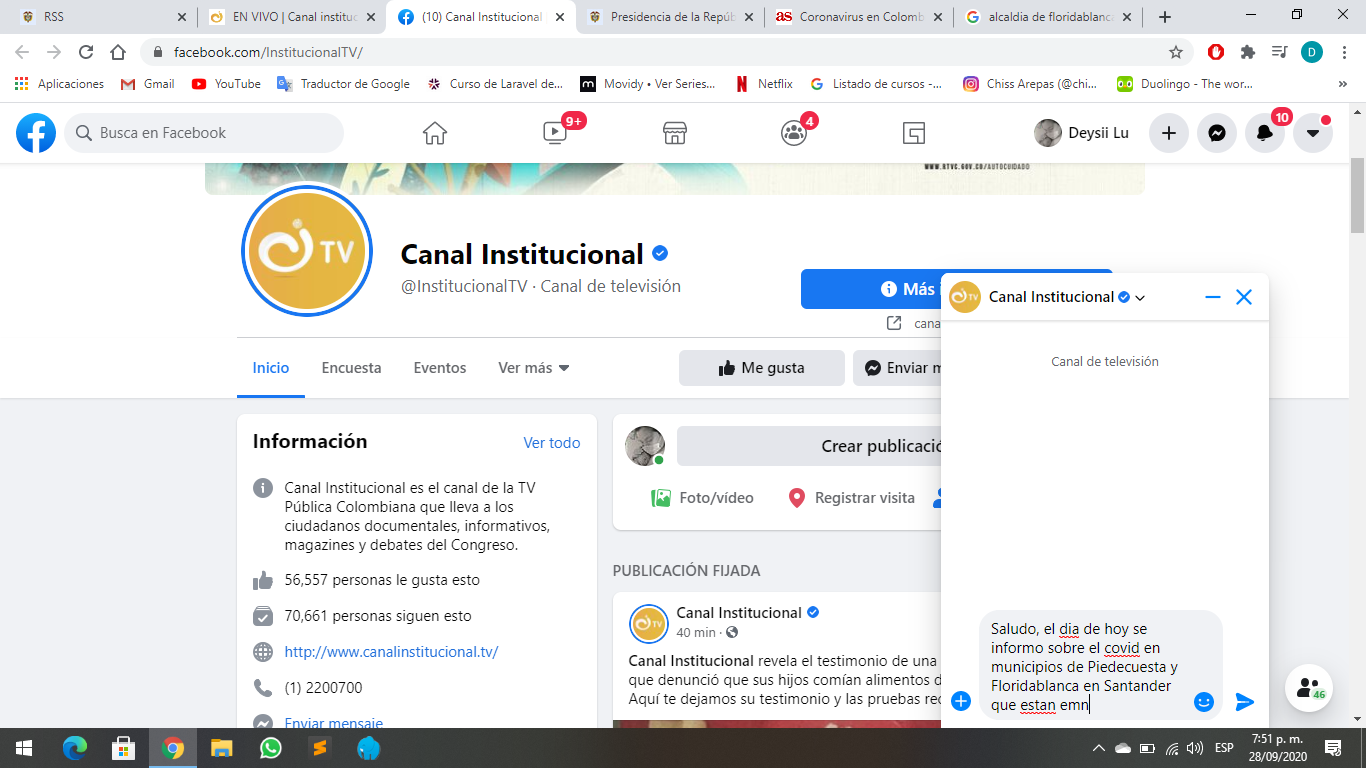 RSS
EN VIVO | Canal instituc
(10) Canal Institucional
Presidencia de la Repúb
Coronavirus en Colomb
alcaldia de floridablanca
facebook.com/InstitucionalTV/
D
Aplicaciones
Gmail
YouTube
Traductor de Google
Curso de Laravel de...
Movidy • Ver Series...
Netflix
Listado de cursos -...
Chiss Arepas (@chi...
Duolingo - The wor...
Busca en Facebook
9+
4
Deysii Lu
10
WWW.RTVC.GOV.CO/AUTOCUIDADO
TV
Canal Institucional
@InstitucionalTV · Canal de televisión
Más i
cana
Inicio
Encuesta
Eventos
Ver más
Me gusta
Enviar m
Información
Ver todo
Canal Institucional es el canal de la TV
Pública Colombiana que lleva a los
ciudadanos documentales, informativos,
magazines y debates del Congreso.
56,557 personas le gusta esto
70,661 personas siguen esto
http://www.canalinstitucional.tv/
(1) 2200700
Enviar mensaje
Crear publicació
Foto/vídeo
Registrar visita
PUBLICACIÓN FIJADA
Canal Institucional
40 min ·
Canal Institucional revela el testimonio de una
que denunció que sus hijos comían alimentos d
Aquí te dejamos su testimonio y las pruebas rec
Canal Institucional
Canal de televisión
Saludo, el dia de hoy se
informo sobre el covid en
municipios de Piedecuesta y
Floridablanca en Santander
que estan emn
46
ESP
7:51 p. m.
28/09/2020